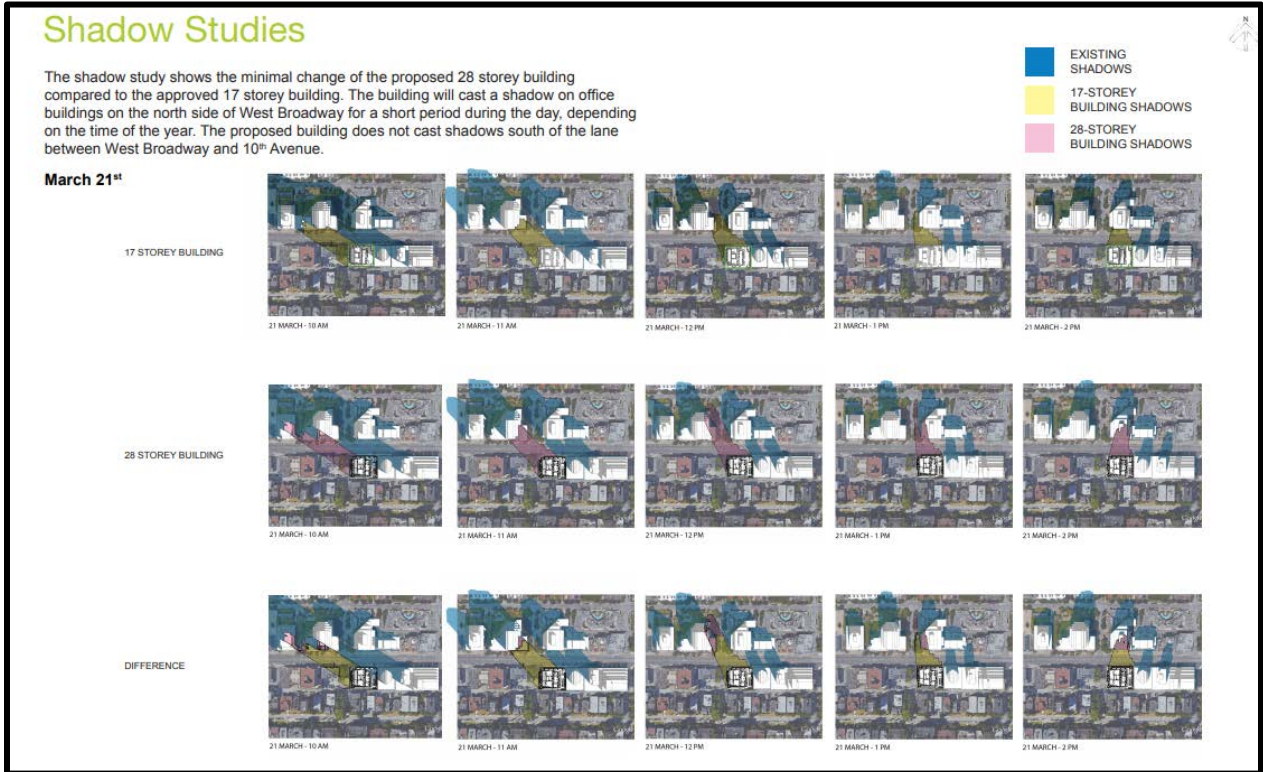 Shadow Studies
N
The shadow study shows the minimal change of the proposed 28 storey building
compared to the approved 17 storey building. The building will cast a shadow on office
buildings on the north side of West Broadway for a short period during the day, depending
on the time of the year. The proposed building does not cast shadows south of the lane
between West Broadway and 10th Avenue.
EXISTING
SHADOWS
17-STOREY
BUILDING SHADOWS
28-STOREY
BUILDING SHADOWS
March 21st
17 STOREY BUILDING
21 MARCH - 10 AM
21 MARCH - 11 AM
21 MARCH - 12 PM
21 MARCH - 1 PM
21 MARCH - 2 PM
28 STOREY BUILDING
21 MARCH - 10 AM
21 MARCH - 11 AM
21 MARCH - 12 PM
21 MARCH - 1 PM
21 MARCH - 2 PM
DIFFERENCE
21 MARCH - 10 AM
21 MARCH - 11 AM
21 MARCH - 12 PM
21 MARCH - 1 PM
21 MARCH - 2 PM